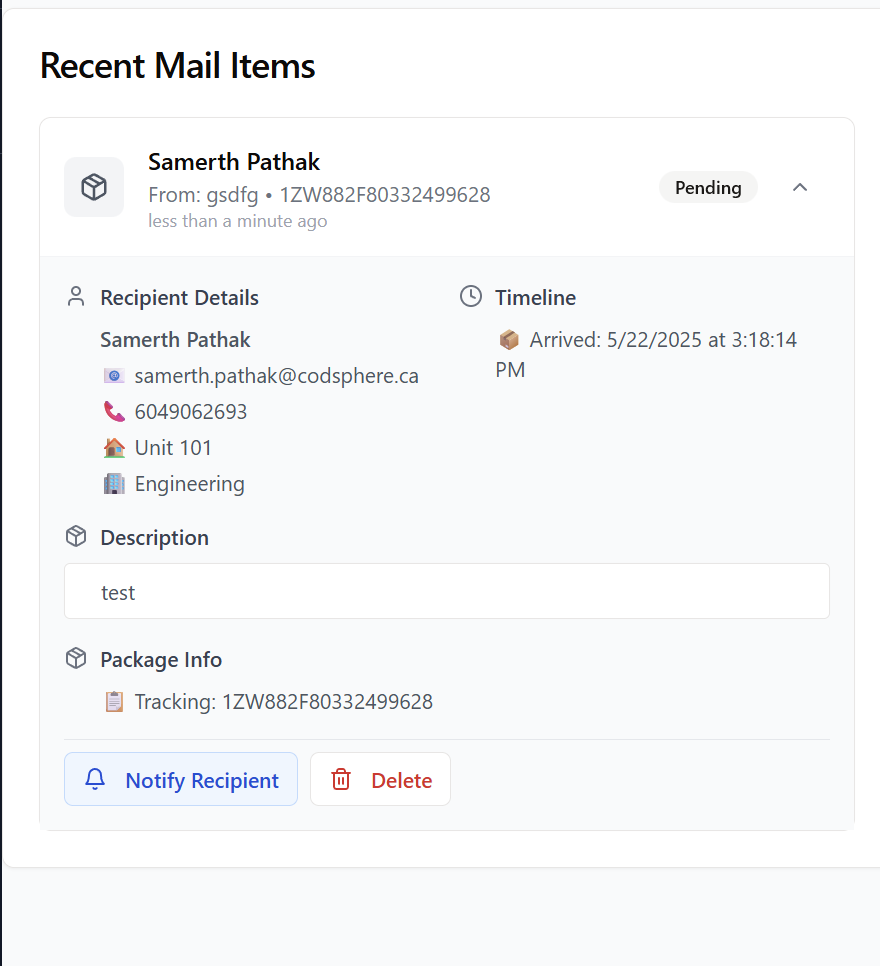 Recent Mail Items
Samerth Pathak
From: gsdfg • 1ZW882F80332499628
less than a minute ago
Pending
Recipient Details
Samerth Pathak
samerth.pathak@codsphere.ca
6049062693
Unit 101
Engineering
Timeline
📦 Arrived: 5/22/2025 at 3:18:14
PM
Description
test
Package Info
Tracking: 1ZW882F80332499628
Notify Recipient
Delete